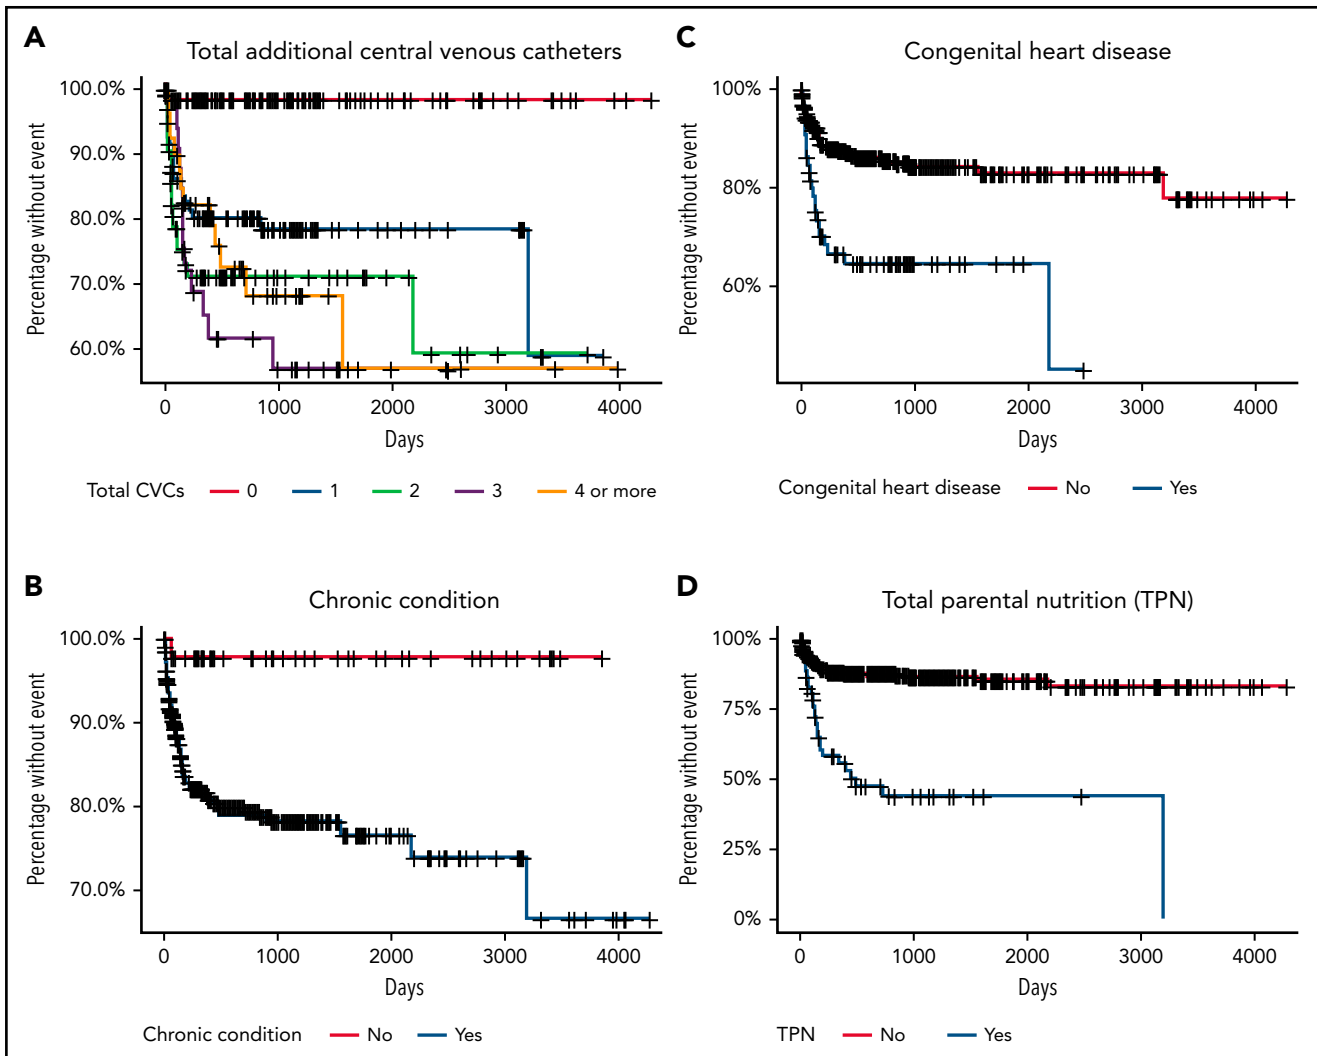 A
Total additional central venous catheters
Percentage without event
100.0%
90.0%
80.0%
70.0%
60.0%
0 1000 2000 3000 4000
Days
Total CVCs 0 1 2 3 4 or more
C
Congenital heart disease
Percentage without event
100%
80%
60%
0 1000 2000 3000 4000
Days
Congenital heart disease No Yes
B
Chronic condition
Percentage without event
100.0%
90.0%
80.0%
70.0%
0 1000 2000 3000 4000
Days
Chronic condition No Yes
D
Total parental nutrition (TPN)
Percentage without event
100%
75%
50%
25%
0%
0 1000 2000 3000 4000
Days
TPN No Yes